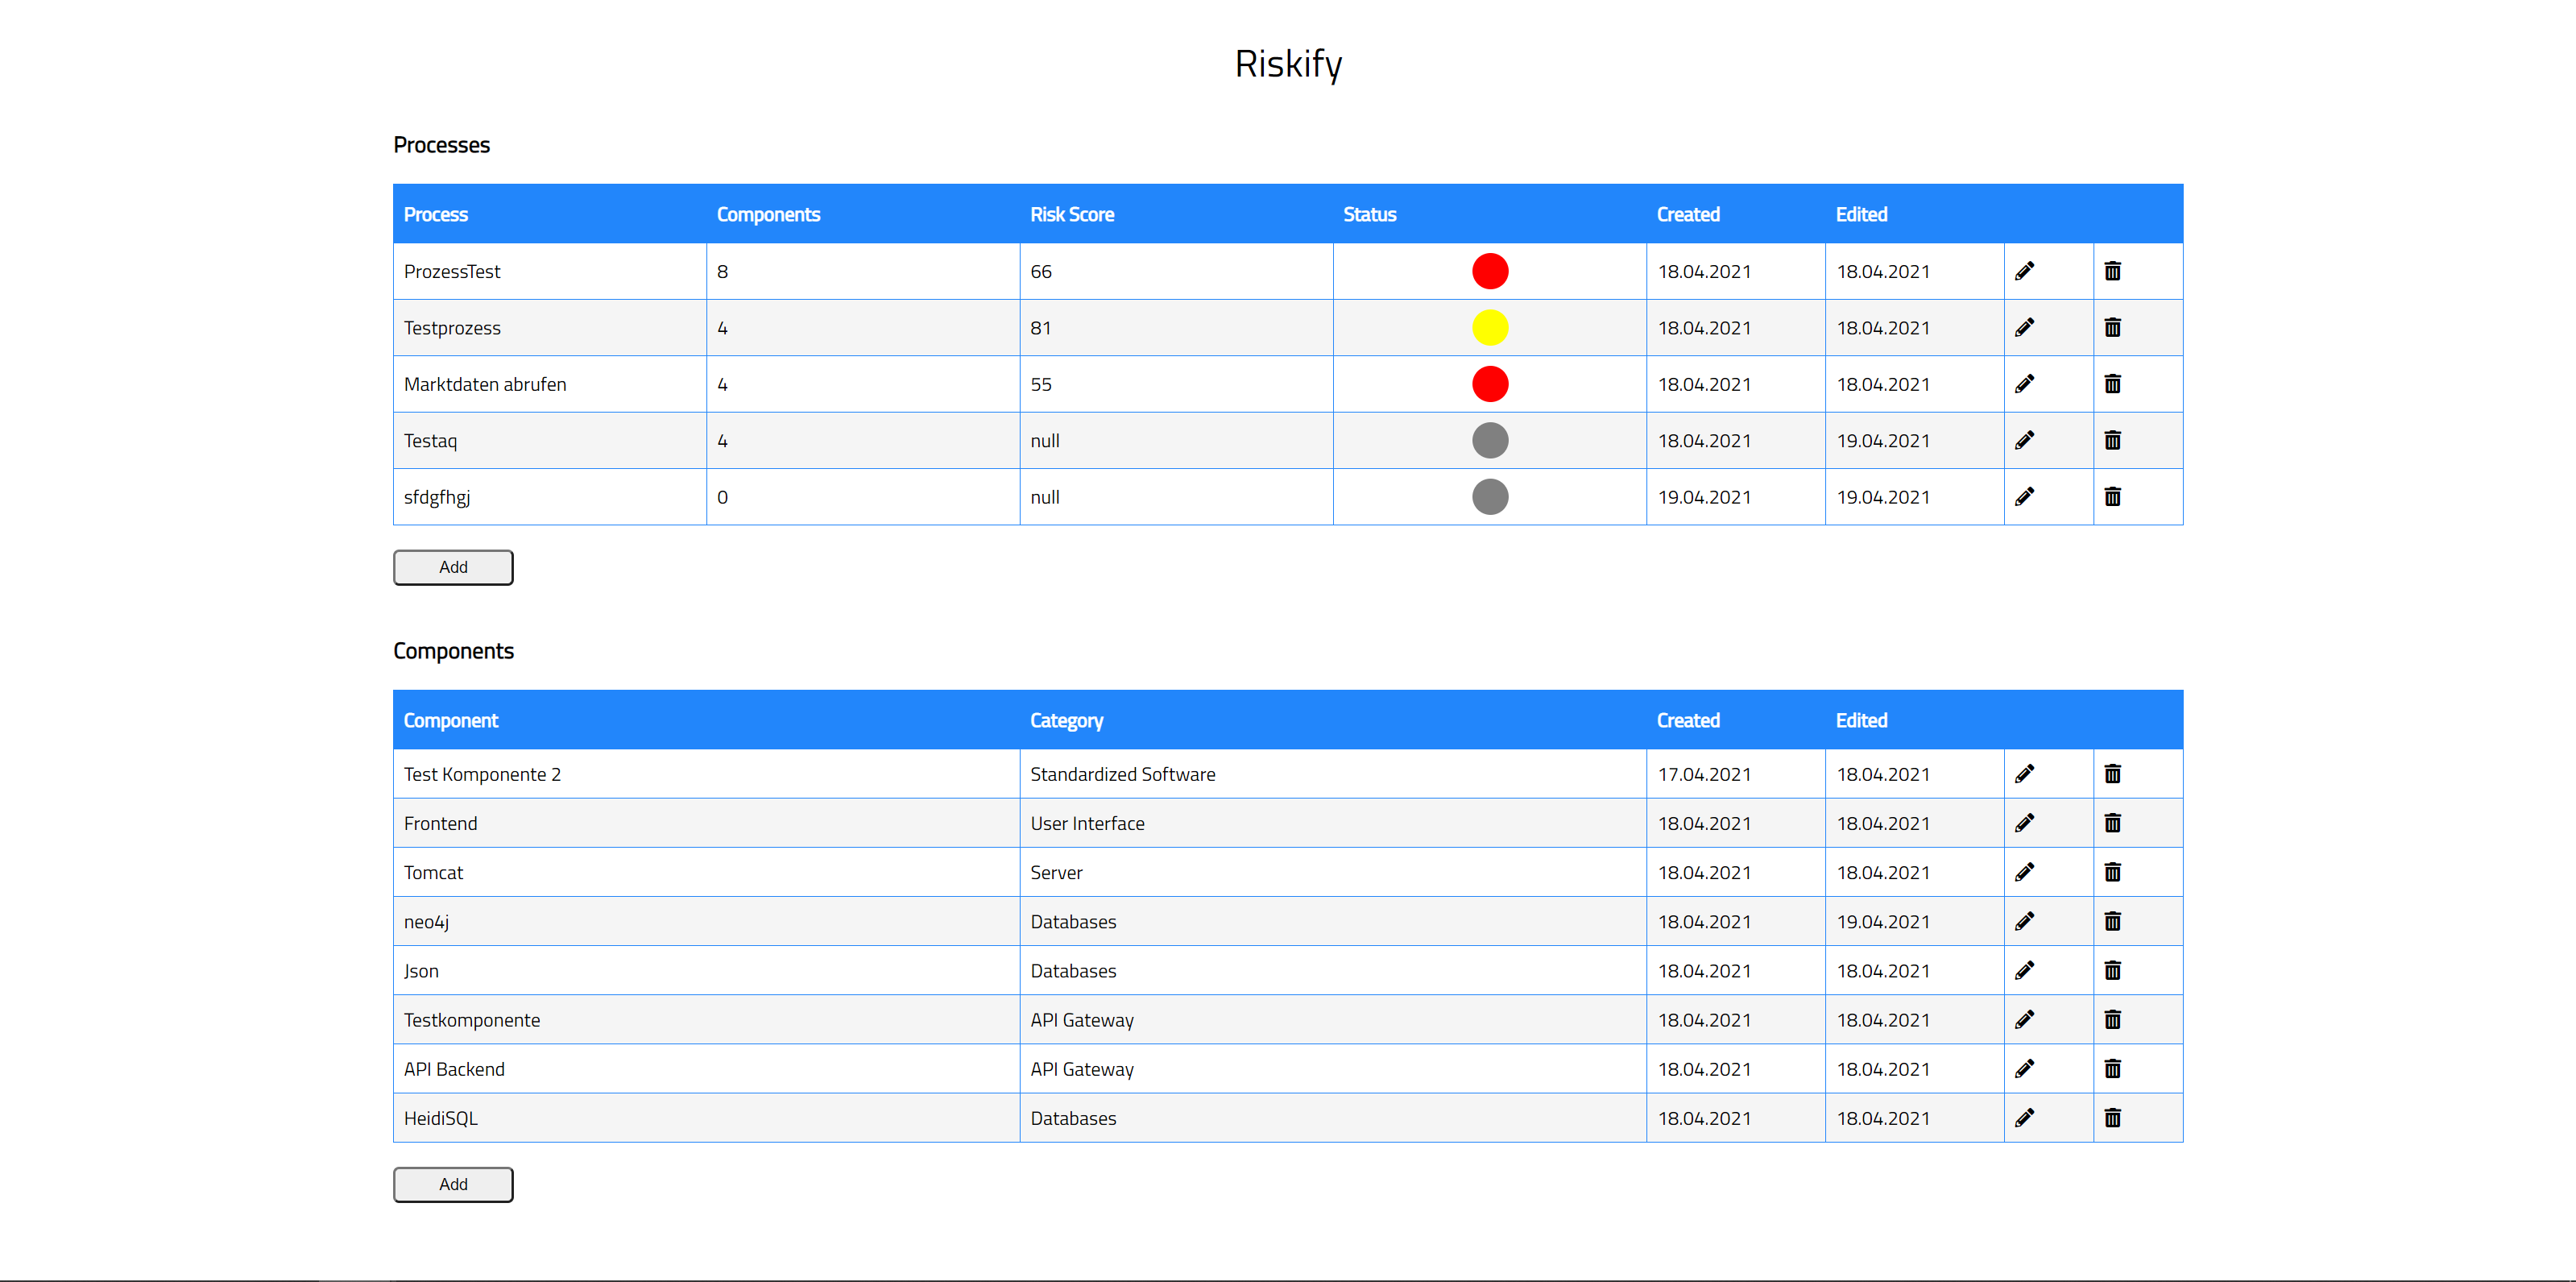 Riskify
Processes
Process Components Risk Score Status Created Edited
ProzessTest 8 66 18.04.2021 18.04.2021
Testprozess 4 81 18.04.2021 18.04.2021
Marktdaten abrufen 4 55 18.04.2021 18.04.2021
Testaq 4 null 18.04.2021 19.04.2021
sfdgfhgj 0 null 19.04.2021 19.04.2021
Add
Components
Component Category Created Edited
Test Komponente 2 Standardized Software 17.04.2021 18.04.2021
Frontend User Interface 18.04.2021 18.04.2021
Tomcat Server 18.04.2021 18.04.2021
neo4j Databases 18.04.2021 19.04.2021
Json Databases 18.04.2021 18.04.2021
Testkomponente API Gateway 18.04.2021 18.04.2021
API Backend API Gateway 18.04.2021 18.04.2021
HeidiSQL Databases 18.04.2021 18.04.2021
Add